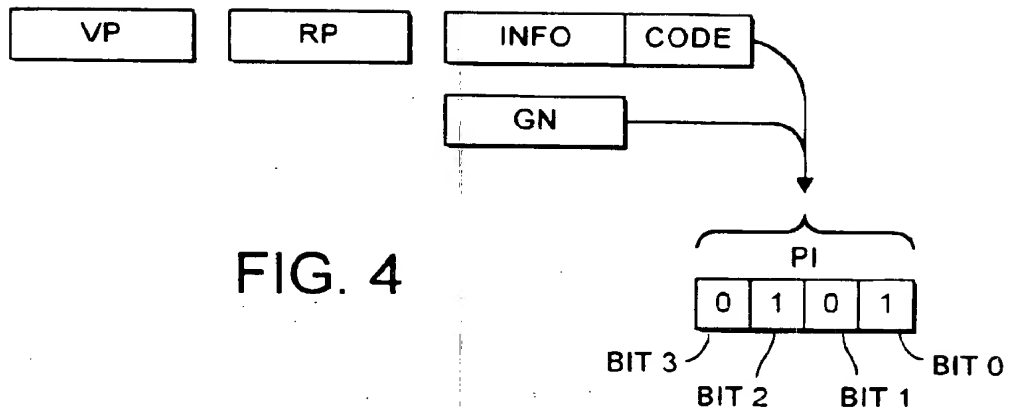 VP RP INFO CODE
GN
PI
FIG. 4
0 1 0 1
BIT 3 BIT 0
BIT 2 BIT 1